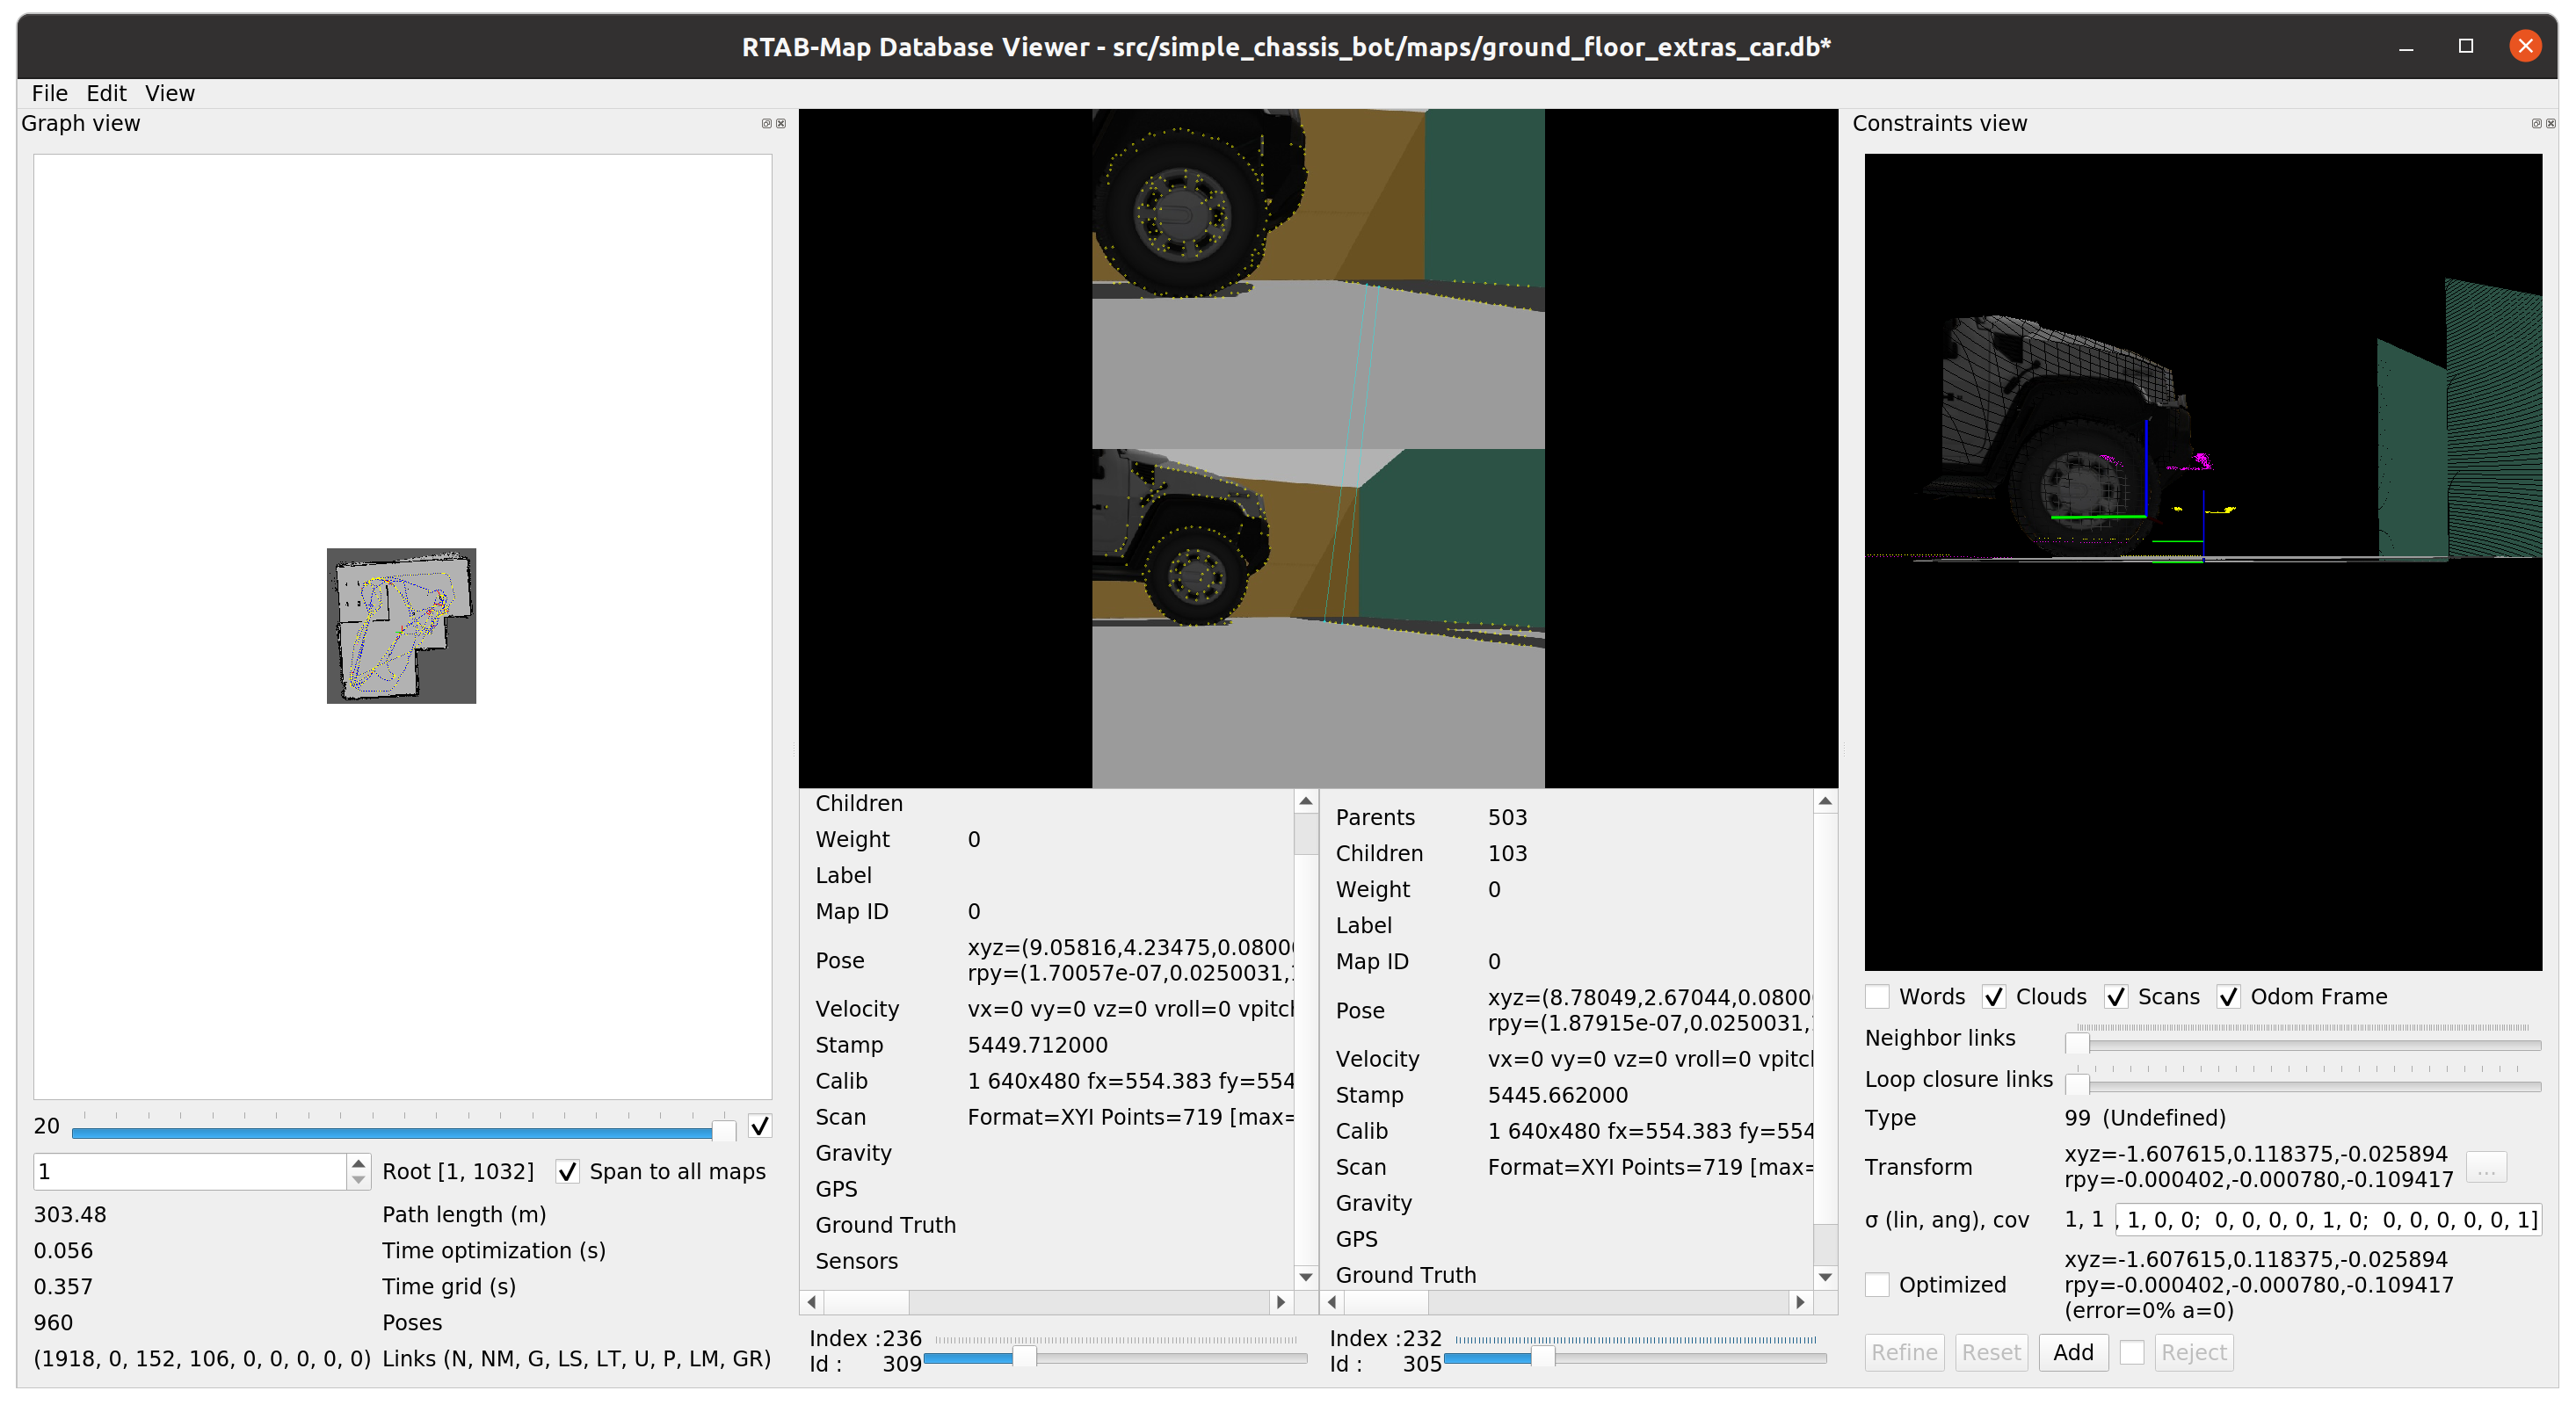 RTAB-Map Database Viewer - src/simple_chassis_bot/maps/ground_floor_extras_car.db*
File Edit View
Graph view
20
1 Root [1, 1032] Span to all maps
303.48 Path length (m)
0.056 Time optimization (s)
0.357 Time grid (s)
960 Poses
(1918, 0, 152, 106, 0, 0, 0, 0, 0) Links (N, NM, G, LS, LT, U, P, LM, GR)
Children
Weight 0
Label
Map ID 0
Pose xyz=(9.05816,4.23475,0.0800
rpy=(1.70057e-07,0.0250031,
Velocity vx=0 vy=0 vz=0 vroll=0 vpitch
Stamp 5449.712000
Calib 1 640x480 fx=554.383 fy=554
Scan Format=XYI Points=719 [max=
Gravity
GPS
Ground Truth
Sensors
Index :236
Id : 309
Parents 503
Children 103
Weight 0
Label
Map ID 0
Pose xyz=(8.78049,2.67044,0.0800
rpy=(1.87915e-07,0.0250031,
Velocity vx=0 vy=0 vz=0 vroll=0 vpitch
Stamp 5445.662000
Calib 1 640x480 fx=554.383 fy=554
Scan Format=XYI Points=719 [max=
Gravity
GPS
Ground Truth
Index :232
Id : 305
Constraints view
Words Clouds Scans Odom Frame
Neighbor links
Loop closure links
Type 99 (Undefined)
Transform xyz=-1.607615,0.118375,-0.025894
rpy=-0.000402,-0.000780,-0.109417
...
σ (lin, ang), cov 1, 1 , 1, 0, 0; 0, 0, 0, 0, 1, 0; 0, 0, 0, 0, 0, 1]
Optimized xyz=-1.607615,0.118375,-0.025894
rpy=-0.000402,-0.000780,-0.109417
(error=0% a=0)
Refine Reset Add Reject